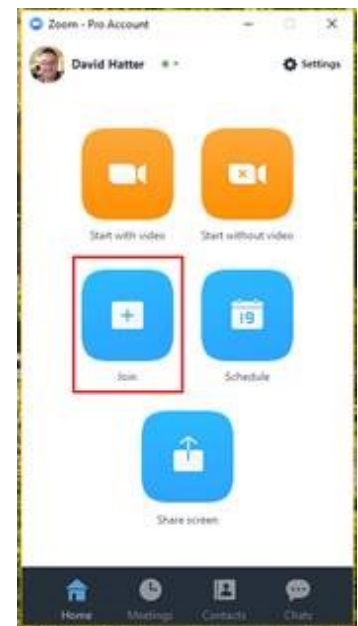 Zoom - Pro Account
David Hatter
Settings
Start with video
Start without video
19
Join
Schedule
Share screen
Home
Meetings
Contacts
Chats